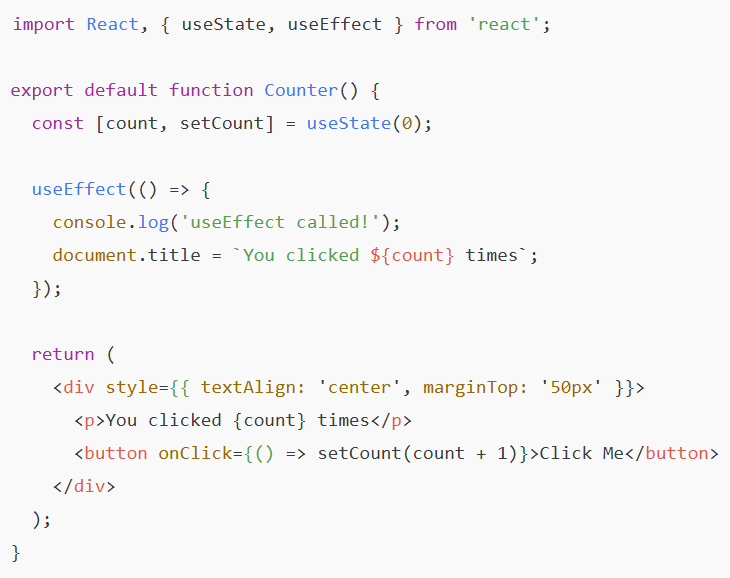 import React, { useState, useEffect } from 'react';
export default function Counter() {
const [count, setCount] = useState(0);
useEffect(() => {
console.log('useEffect called!');
document.title = `You clicked ${count} times`;
});
return (
<div style={{ textAlign: 'center', marginTop: '50px' }}>
<p>You clicked {count} times</p>
<button onClick={() => setCount(count + 1)}>Click Me</button>
</div>
);
}